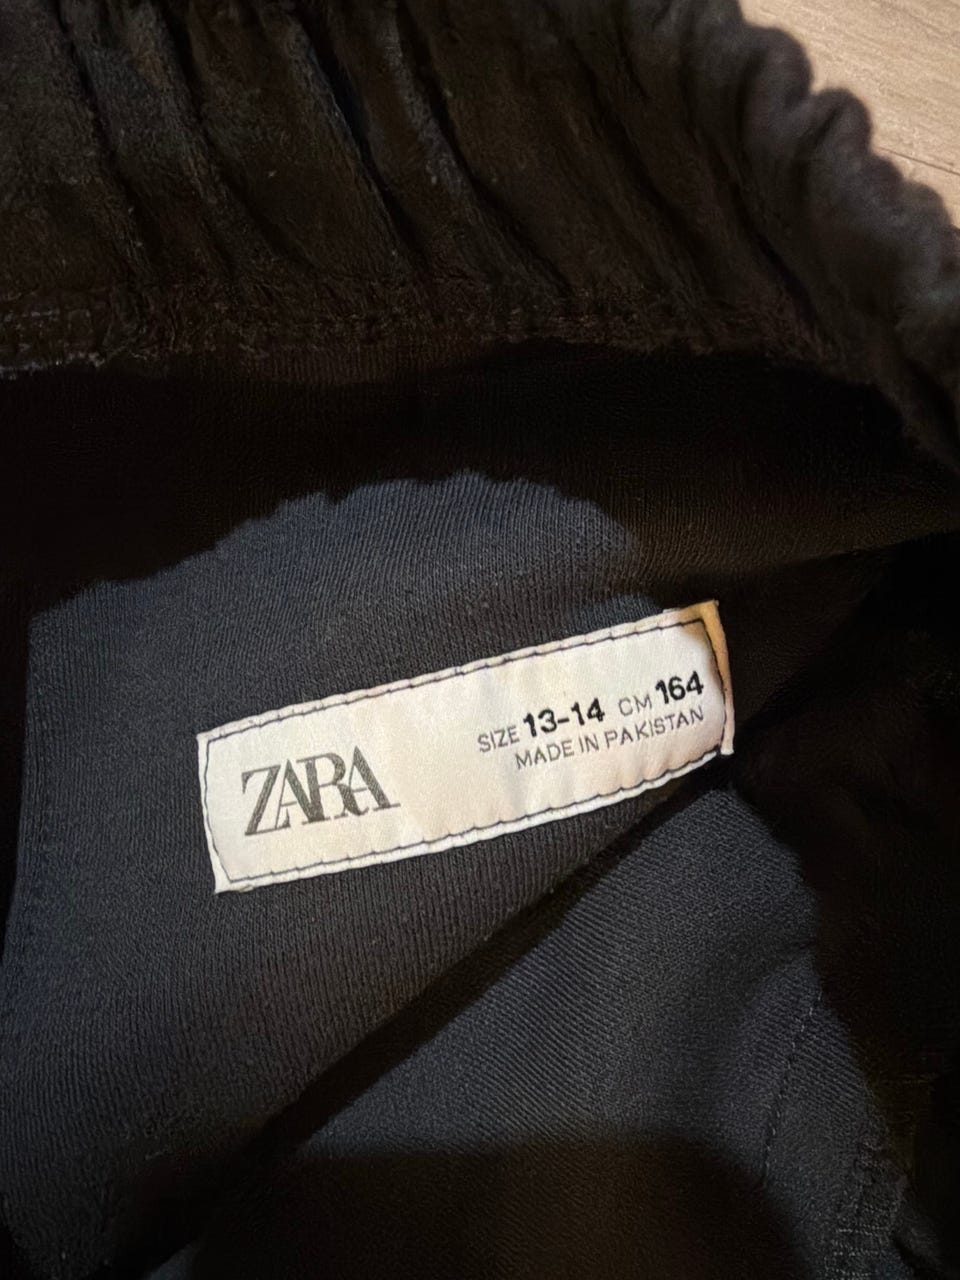 ZARA
SIZE 13-14 CM 164
MADE IN PAKISTAN